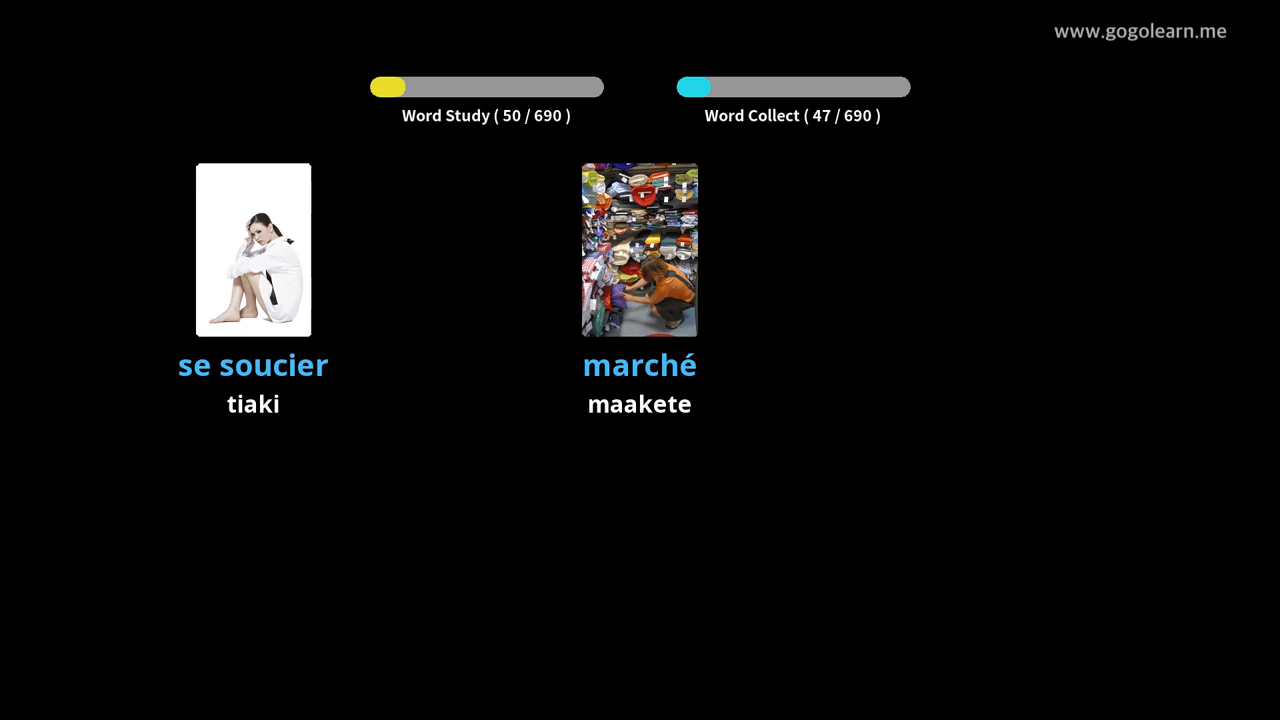 www.gogolearn.me
Word Study ( 50 / 690 )
Word Collect ( 47 / 690 )
se soucier
tiaki
marché
maakete